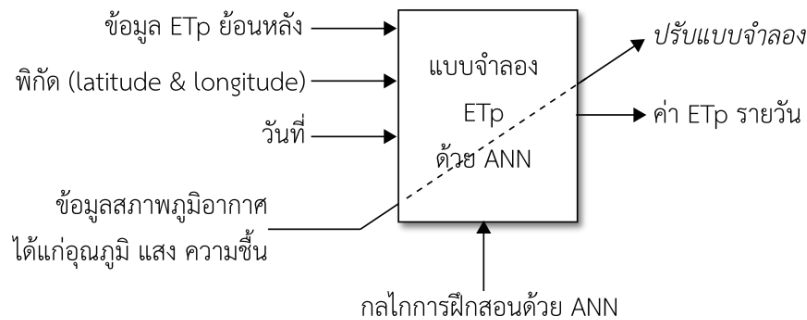 ข้อมูล ETp ย้อนหลัง
พิกัด (latitude & longitude)
วันที่
ข้อมูลสภาพภูมิอากาศ
ได้แก่อุณภูมิ แสง ความชื้น
แบบจำลอง
ETp
ด้วย ANN
ปรับแบบจำลอง
ค่า ETp รายวัน
กลไกการฝึกสอนด้วย ANN